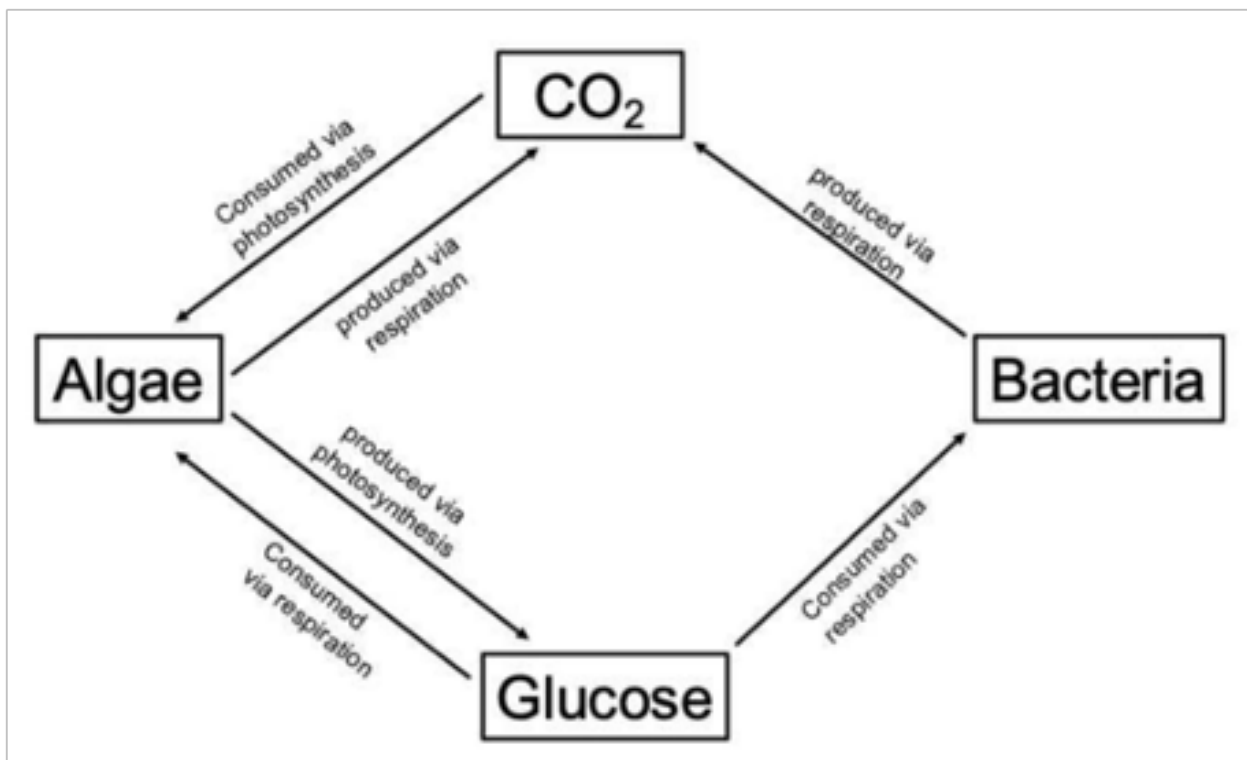 CO₂
Consumed via
photosynthesis
produced via
respiration
produced via
respiration
Algae
Bacteria
produced via
photosynthesis
Consumed
via respiration
Consumed via
respiration
Glucose